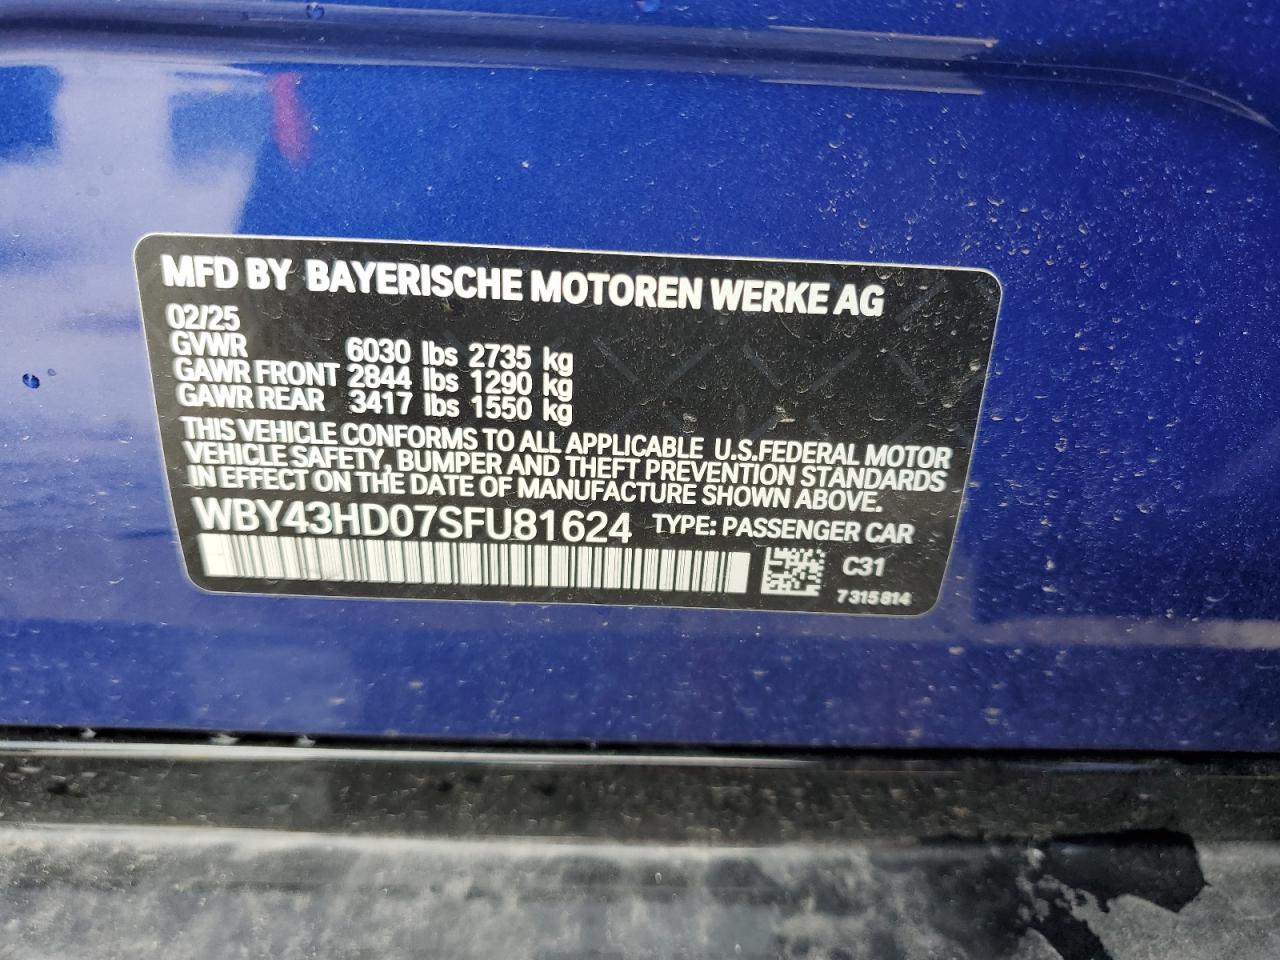 MFD BY BAYERISCHE MOTOREN WERKE AG
02/25
GVWR 6030 lbs 2735 kg
GAWR FRONT 2844 lbs 1290 kg
GAWR REAR 3417 lbs 1550 kg
THIS VEHICLE CONFORMS TO ALL APPLICABLE U.S.FEDERAL MOTOR
VEHICLE SAFETY, BUMPER AND THEFT PREVENTION STANDARDS
IN EFFECT ON THE DATE OF MANUFACTURE SHOWN ABOVE.
WBY43HD07SFU81624 TYPE: PASSENGER CAR
C31
7 315 814